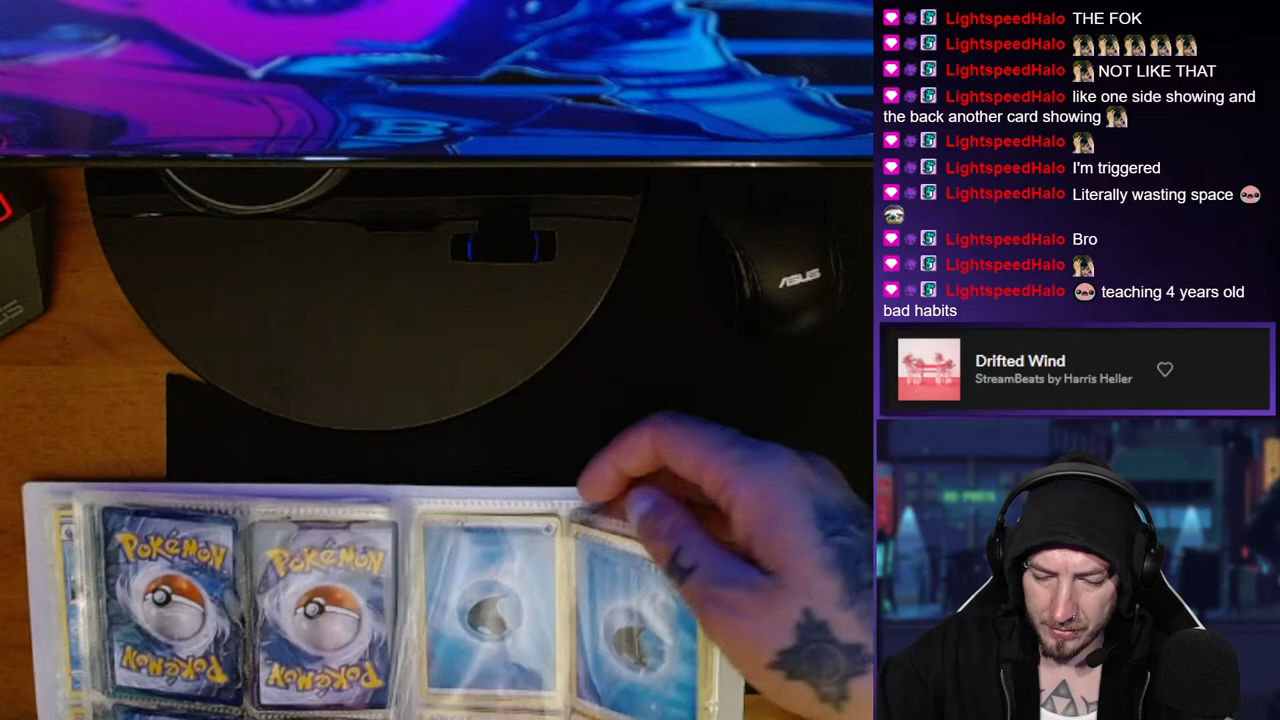 LightspeedHalo THE FOK
LightspeedHalo
LightspeedHalo NOT LIKE THAT
LightspeedHalo like one side showing and
the back another card showing
LightspeedHalo
LightspeedHalo I'm triggered
LightspeedHalo Literally wasting space
LightspeedHalo Bro
LightspeedHalo
LightspeedHalo teaching 4 years old
bad habits
Drifted Wind
StreamBeats by Harris Heller
ASUS
POKéMON
POKéMON
POKéMON
POKéMON